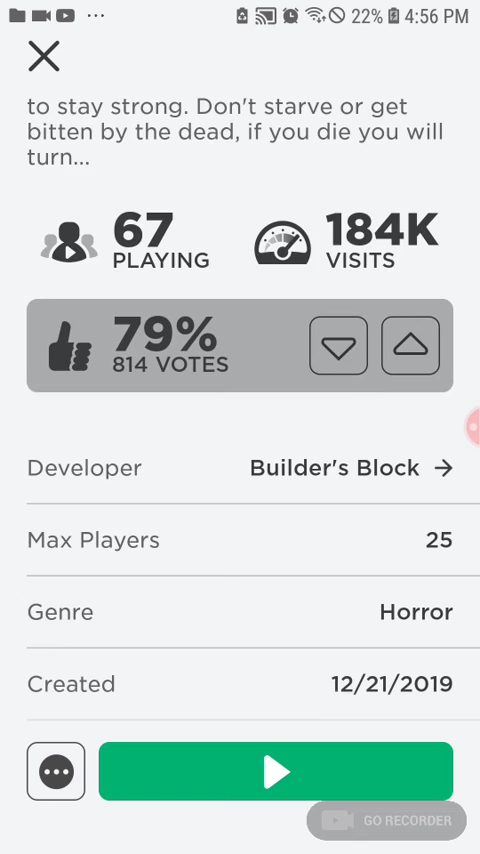 22% 4:56 PM
to stay strong. Don't starve or get
bitten by the dead, if you die you will
turn...
67 184K
PLAYING VISITS
79%
814 VOTES
Developer Builder's Block →
Max Players 25
Genre Horror
Created 12/21/2019
GO RECORDER